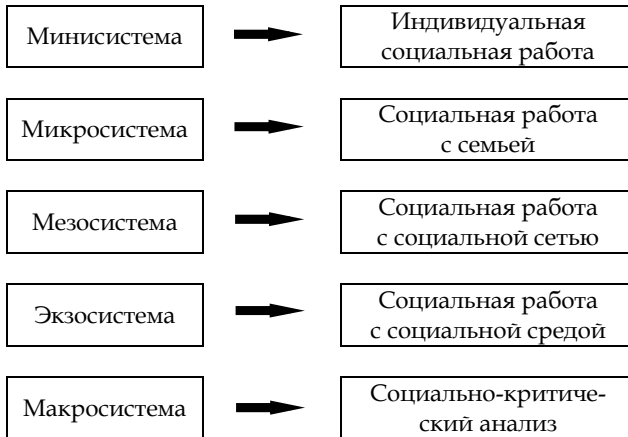 Минисистема
Индивидуальная
социальная работа
Микросистема
Социальная работа
с семьей
Мезосистема
Социальная работа
с социальной сетью
Экзосистема
Социальная работа
с социальной средой
Макросистема
Социально-критиче-
ский анализ